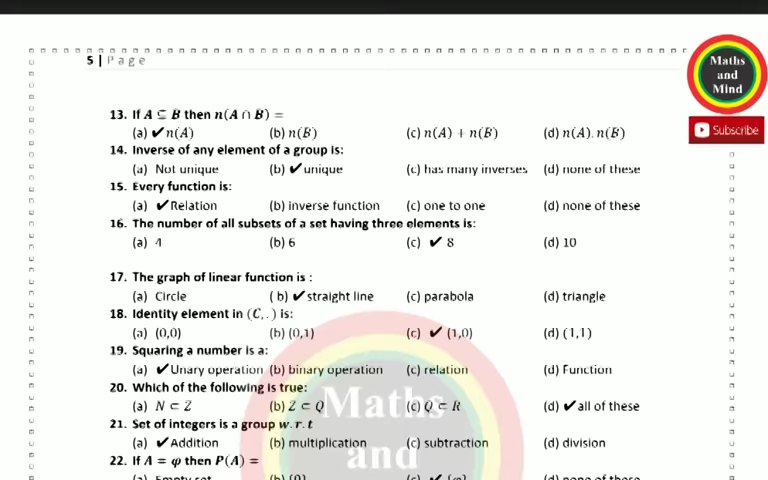 5 | Page
Maths
and
Mind
Subscribe
13. If A ⊆ B then n(A ∩ B) =
(a) ✔n(A) (b) n(B) (c) n(A) + n(B) (d) n(A). n(B)
14. Inverse of any element of a group is:
(a) Not unique (b) ✔unique (c) has many inverses (d) none of these
15. Every function is:
(a) ✔Relation (b) inverse function (c) one to one (d) none of these
16. The number of all subsets of a set having three elements is:
(a) 4 (b) 6 (c) ✔ 8 (d) 10
17. The graph of linear function is :
(a) Circle ( b) ✔straight line (c) parabola (d) triangle
18. Identity element in (C, . ) is:
(a) (0,0) (b) (0,1) (c) ✔ (1,0) (d) (1,1)
19. Squaring a number is a:
(a) ✔Unary operation (b) binary operation (c) relation (d) Function
20. Which of the following is true:
(a) N ⊂ Z (b) Z ⊂ Q (c) Q ⊂ R (d) ✔all of these
21. Set of integers is a group w. r. t
(a) ✔Addition (b) multiplication (c) subtraction (d) division
22. If A = φ then P(A) =
(a) Empty set (b) {0} (c) ✔ {φ} (d) none of these
Maths
and